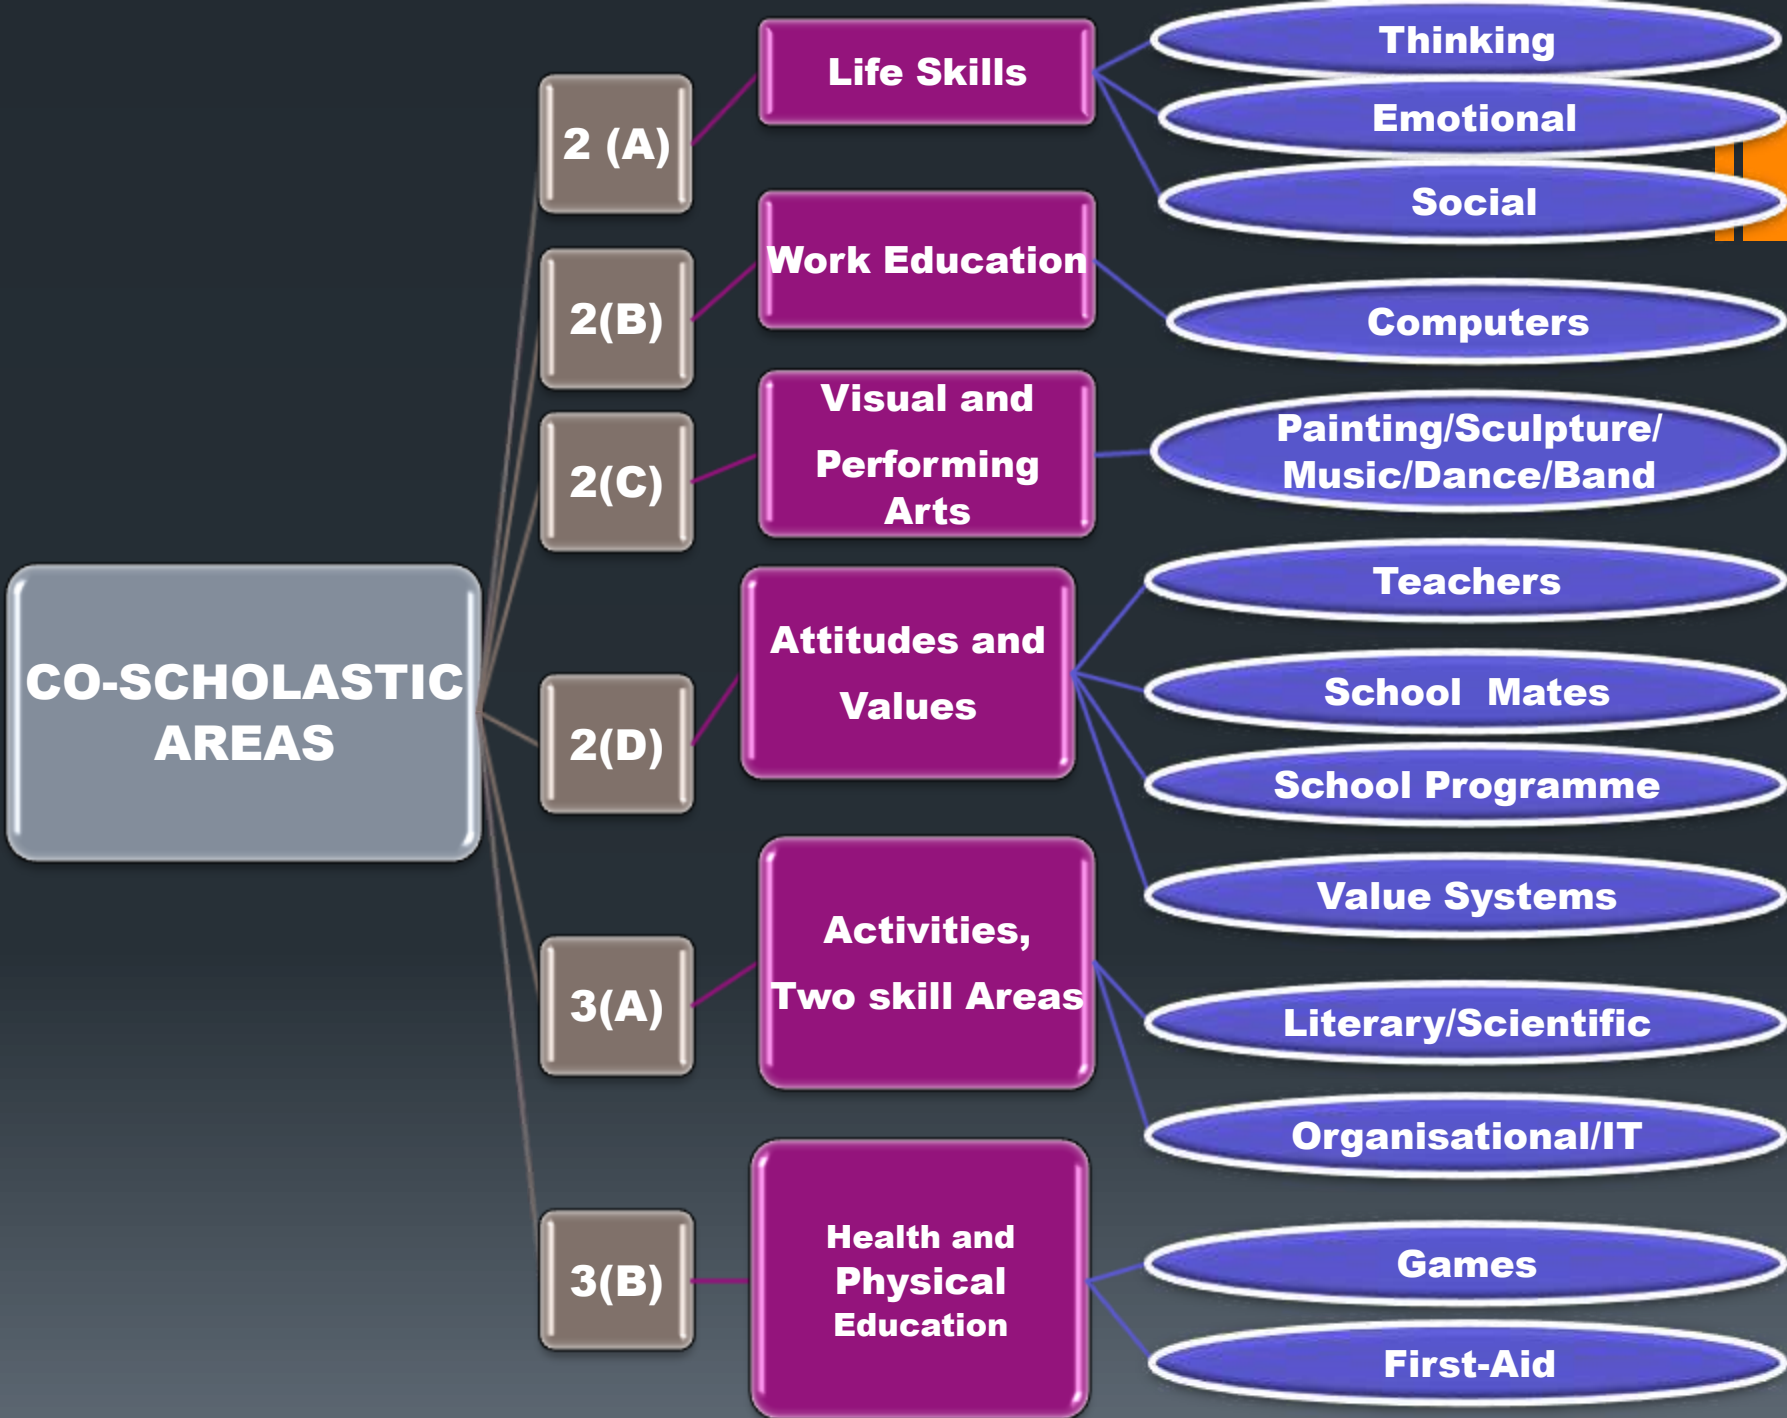 CO-SCHOLASTIC
AREAS
2 (A)
Life Skills
Thinking
Emotional
Social
2(B)
Work Education
Computers
2(C)
Visual and
Performing
Arts
Painting/Sculpture/
Music/Dance/Band
2(D)
Attitudes and
Values
Teachers
School  Mates
School Programme
Value Systems
3(A)
Activities,
Two skill Areas
Literary/Scientific
Organisational/IT
3(B)
Health and
Physical
Education
Games
First-Aid